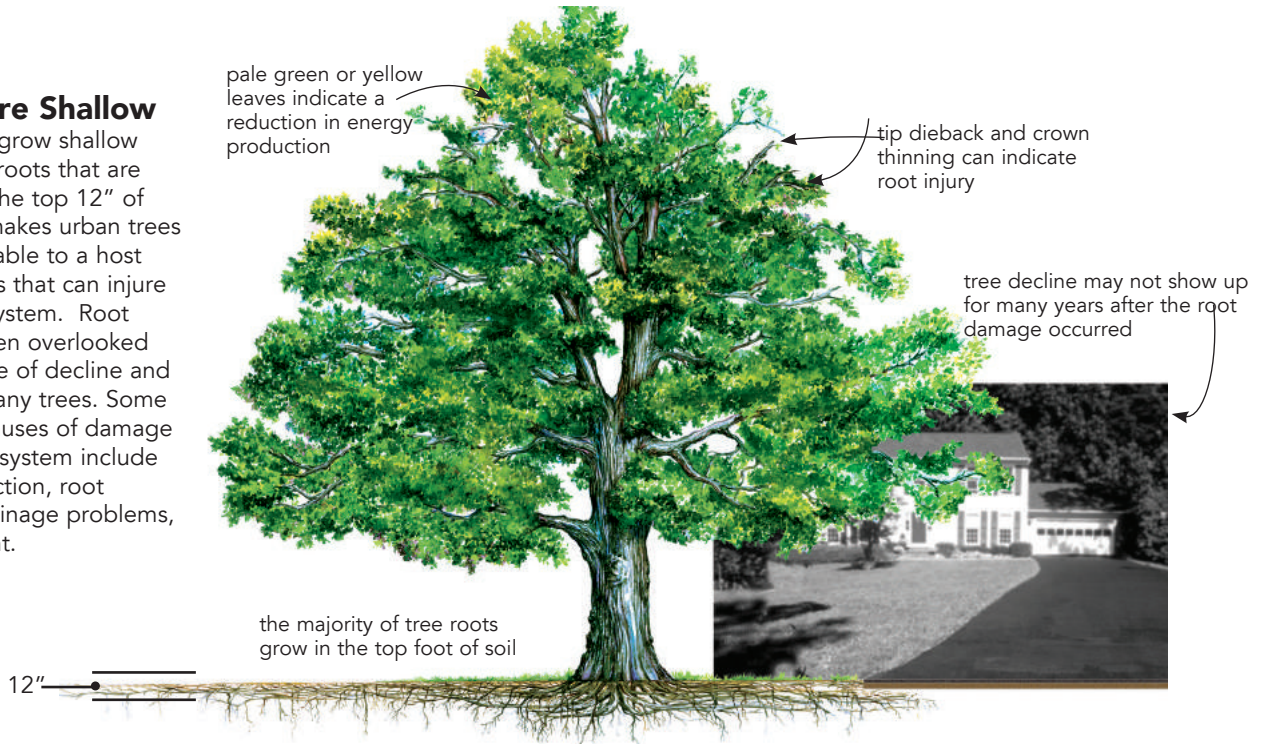 re Shallow
grow shallow
roots that are
he top 12” of
nakes urban trees
able to a host
s that can injure
ystem. Root
en overlooked
e of decline and
any trees. Some
uses of damage
system include
ction, root
inage problems,
t.
pale green or yellow
leaves indicate a
reduction in energy
production
tip dieback and crown
thinning can indicate
root injury
tree decline may not show up
for many years after the root
damage occurred
the majority of tree roots
grow in the top foot of soil
12”